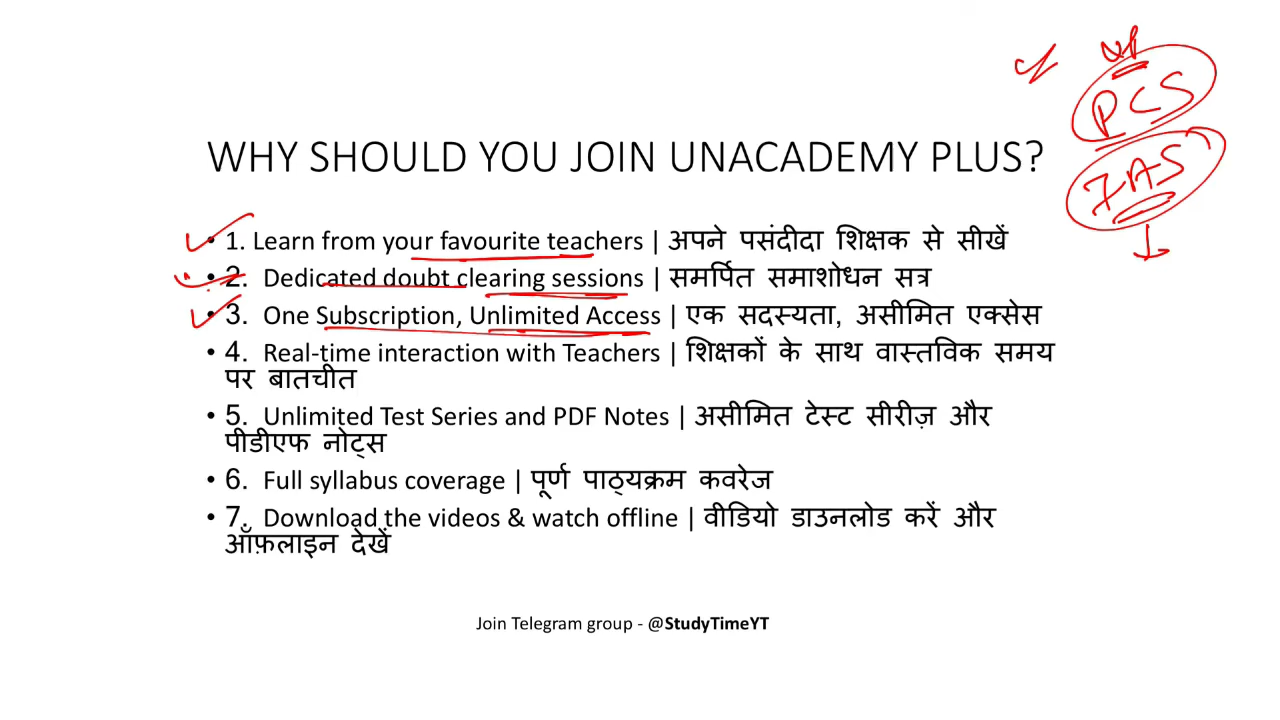 UP
PCS
IAS
WHY SHOULD YOU JOIN UNACADEMY PLUS?
• 1. Learn from your favourite teachers | अपने पसंदीदा शिक्षक से सीखें
• 2. Dedicated doubt clearing sessions | समर्पित समाशोधन सत्र
• 3. One Subscription, Unlimited Access | एक सदस्यता, असीमित एक्सेस
• 4. Real-time interaction with Teachers | शिक्षकों के साथ वास्तविक समय
पर बातचीत
• 5. Unlimited Test Series and PDF Notes | असीमित टेस्ट सीरीज़ और
पीडीएफ नोट्स
• 6. Full syllabus coverage | पूर्ण पाठ्यक्रम कवरेज
• 7. Download the videos & watch offline | वीडियो डाउनलोड करें और
ऑफ़लाइन देखें
Join Telegram group - @StudyTimeYT